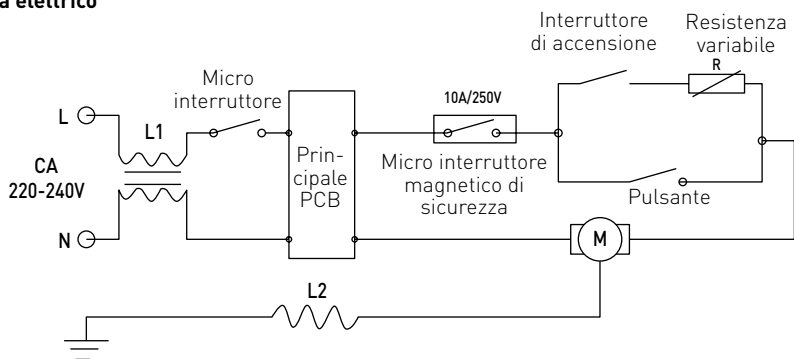 a elettrico
Interruttore
di accensione
Resistenza
variabile
R
Micro
interruttore
10A/250V
L
L1
CA
220-240V
Prin-
cipale
PCB
Micro interruttore
magnetico di
sicurezza
Pulsante
N
M
L2